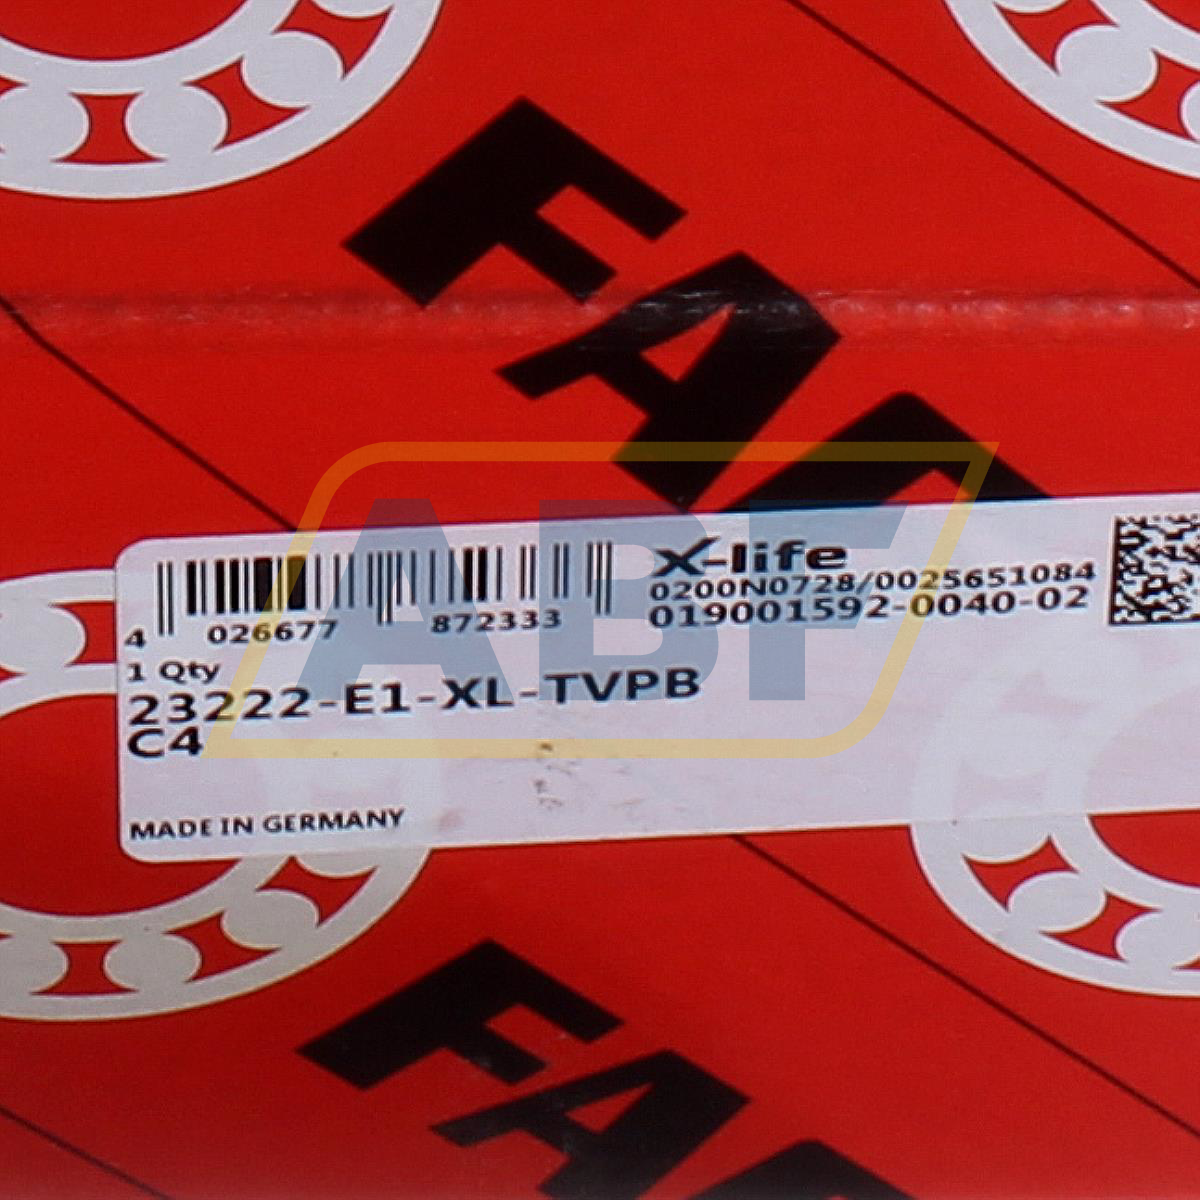 FAG
X-life
0200N0728/0025651084
019001592-0040-02
4 026677 872333
1 Qty
23222-E1-XL-TVPB
C4
MADE IN GERMANY
ABF
FAG